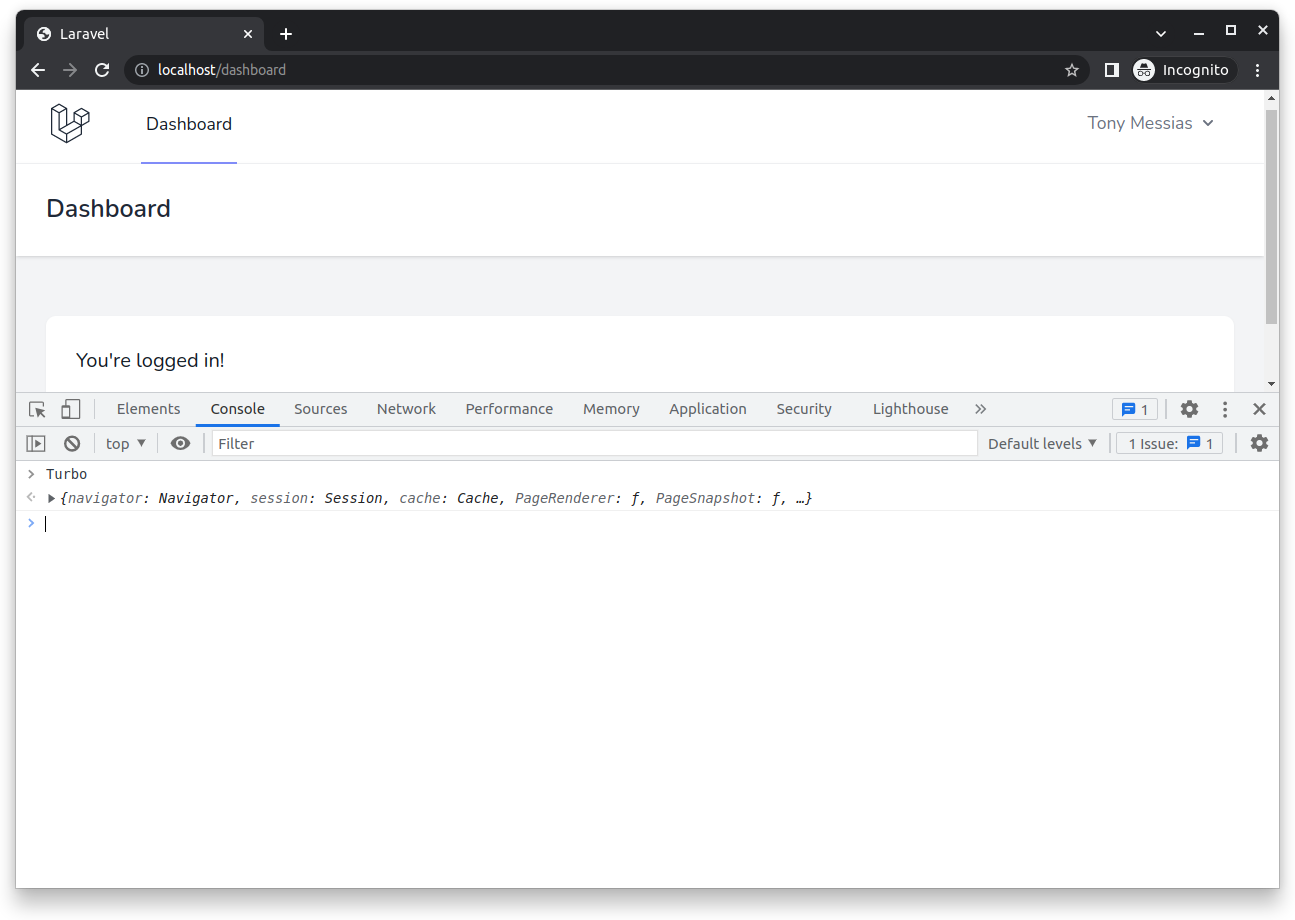 Laravel
localhost/dashboard
Incognito
Dashboard
Tony Messias
Dashboard
You're logged in!
Elements Console Sources Network Performance Memory Application Security Lighthouse 1
top Filter Default levels 1 Issue: 1
Turbo
{navigator: Navigator, session: Session, cache: Cache, PageRenderer: ƒ, PageSnapshot: ƒ, …}